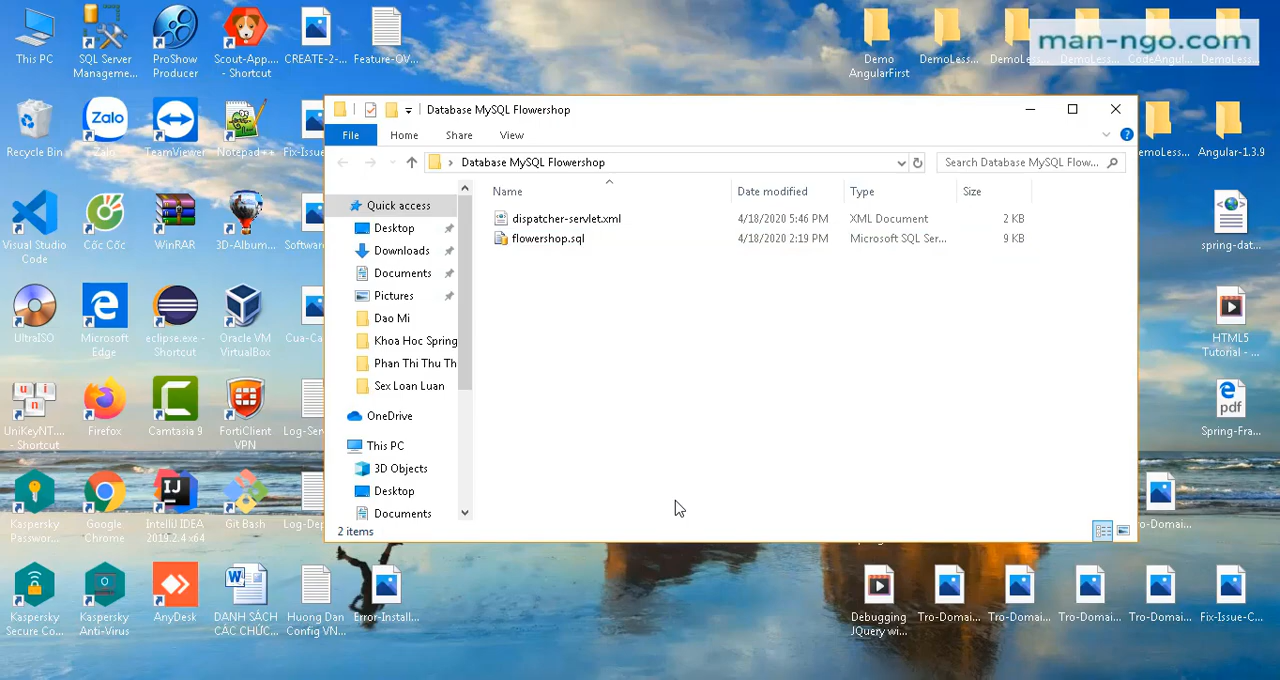 man-ngo.com
This PC
SQL Server
Manageme...
ProShow
Producer
Scout-App....
- Shortcut
CREATE-2-...
Feature-OV...
Demo
AngularFirst
DemoLess...
DemoLess...
DemoLess...
CodeAngul...
DemoLess...
Database MySQL Flowershop
File
Home
Share
View
Database MySQL Flowershop
Search Database MySQL Flow...
Name
Date modified
Type
Size
dispatcher-servlet.xml
4/18/2020 5:46 PM
XML Document
2 KB
flowershop.sql
4/18/2020 2:19 PM
Microsoft SQL Ser...
9 KB
Quick access
Desktop
Downloads
Documents
Pictures
Dao Mi
Khoa Hoc Spring
Phan Thi Thu Th
Sex Loan Luan
OneDrive
This PC
3D Objects
Desktop
Documents
2 items
Recycle Bin
Zalo
Zalo
TeamViewer
Notepad++
Fix-Issue
DemoLess...
Angular-1.3.9
Visual Studio
Code
Cốc Cốc
WinRAR
3D-Album...
Software
spring-dat...
UltraISO
Microsoft
Edge
eclipse.exe -
Shortcut
Oracle VM
VirtualBox
Cua-Ca
HTML5
Tutorial - ...
u i
n
UniKeyNT....
- Shortcut
Firefox
Camtasia 9
FortiClient
VPN
Log-Ser
pdf
Spring-Fra...
Kaspersky
Passwor...
Google
Chrome
IJ
IntelliJ IDEA
2019.2.4 x64
Git Bash
Log-Dep
Tro-Domai...
Kaspersky
Secure Co...
Kaspersky
Anti-Virus
AnyDesk
DANH SÁCH
CÁC CHỨC...
Huong Dan
Config VN...
Error-Install...
Debugging
JQuery wi...
Tro-Domai...
Tro-Domai...
Tro-Domai...
Tro-Domai...
Fix-Issue-C...